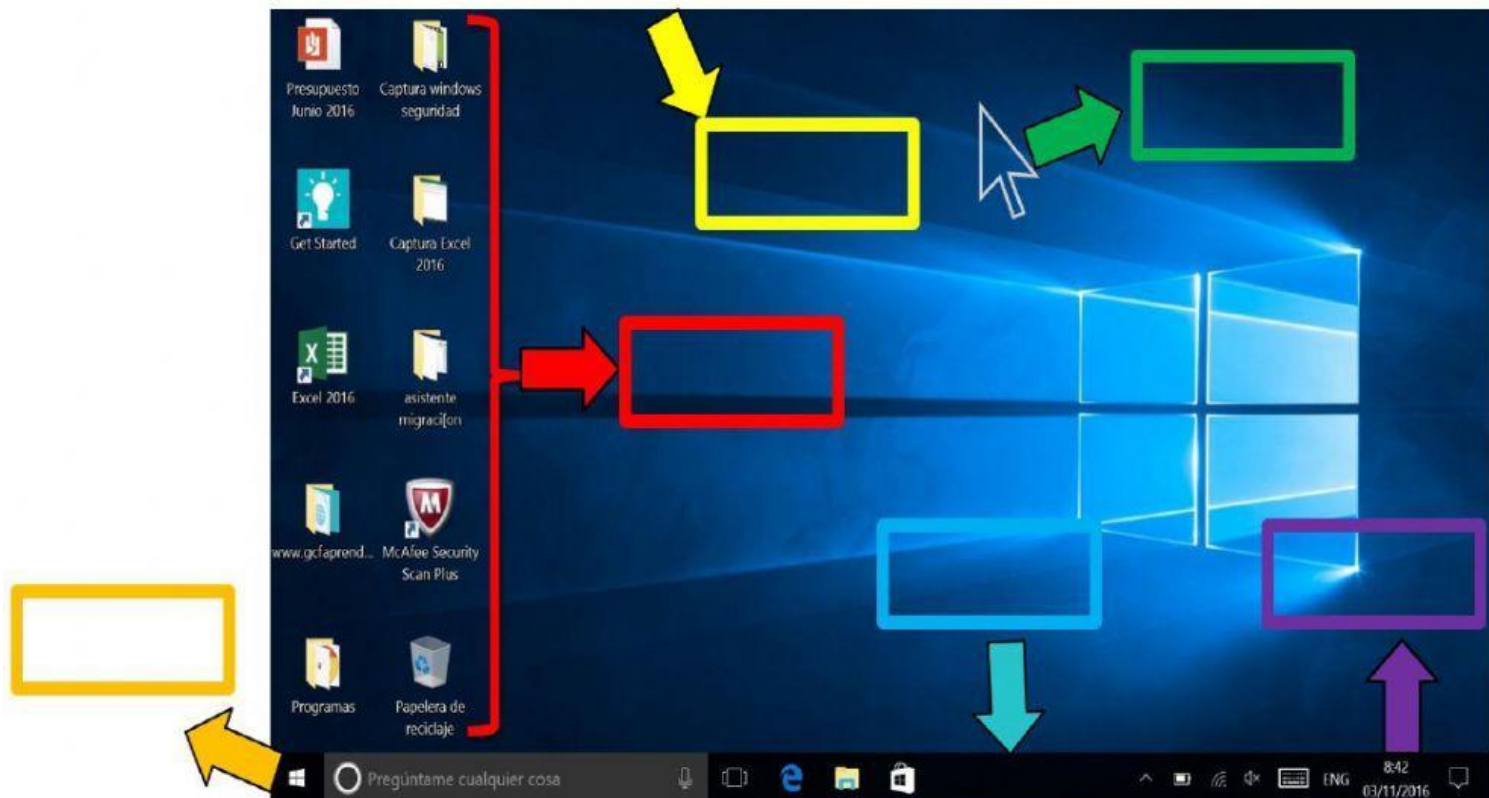 Presupuesto
Junio 2016
Captura windows
seguridad
Get Started
Captura Excel
2016
Excel 2016
asistente
migraci[on
www.gcfaprend...
McAfee Security
Scan Plus
Programas
Papelera de
reciclaje
Pregúntame cualquier cosa
ENG
8:42
03/11/2016